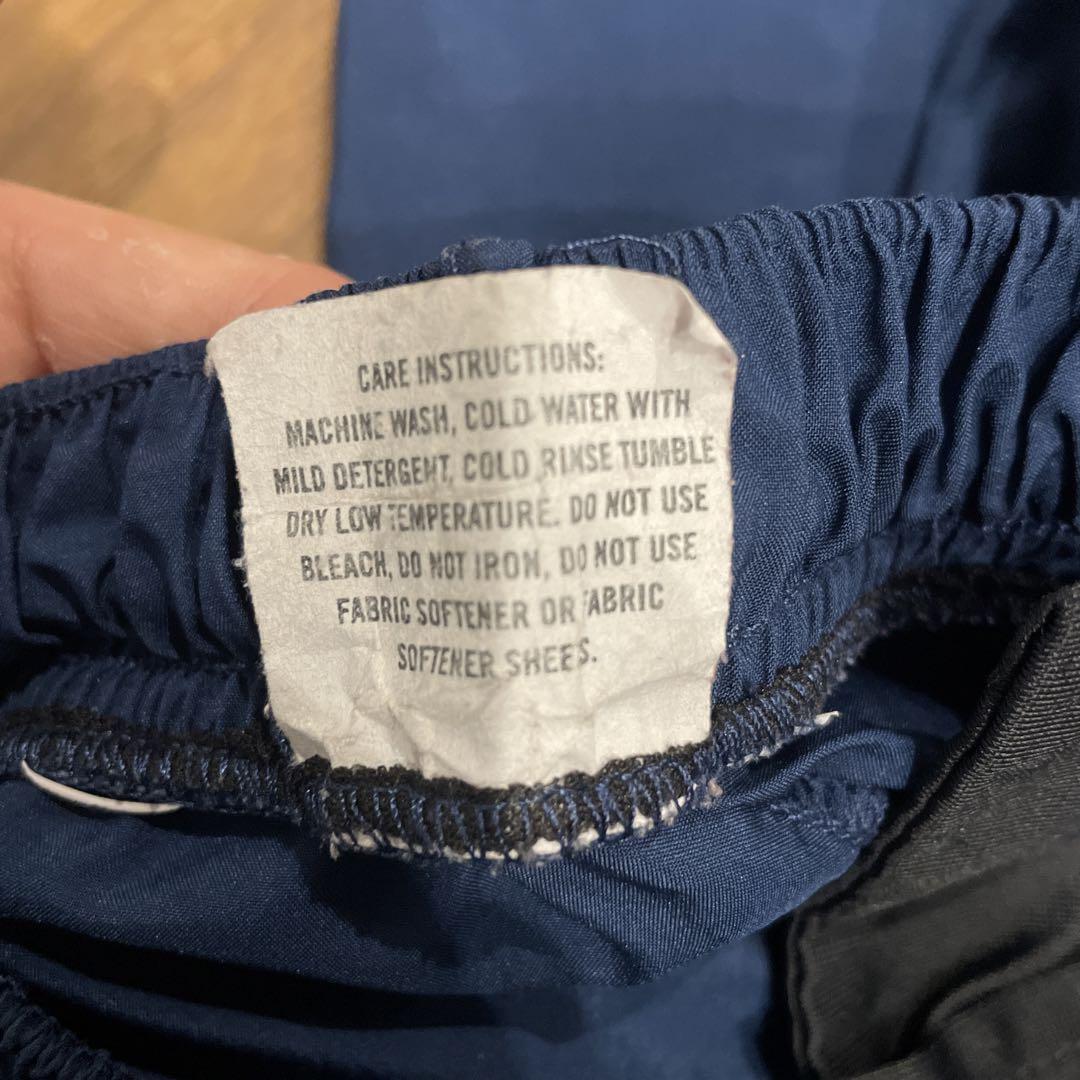 CARE INSTRUCTIONS:
MACHINE WASH, COLD WATER WITH
MILD DETERGENT, COLD RINSE TUMBLE
DRY LOW TEMPERATURE. DO NOT USE
BLEACH, DO NOT IRON, DO NOT USE
FABRIC SOFTENER OR FABRIC
SOFTENER SHEES.